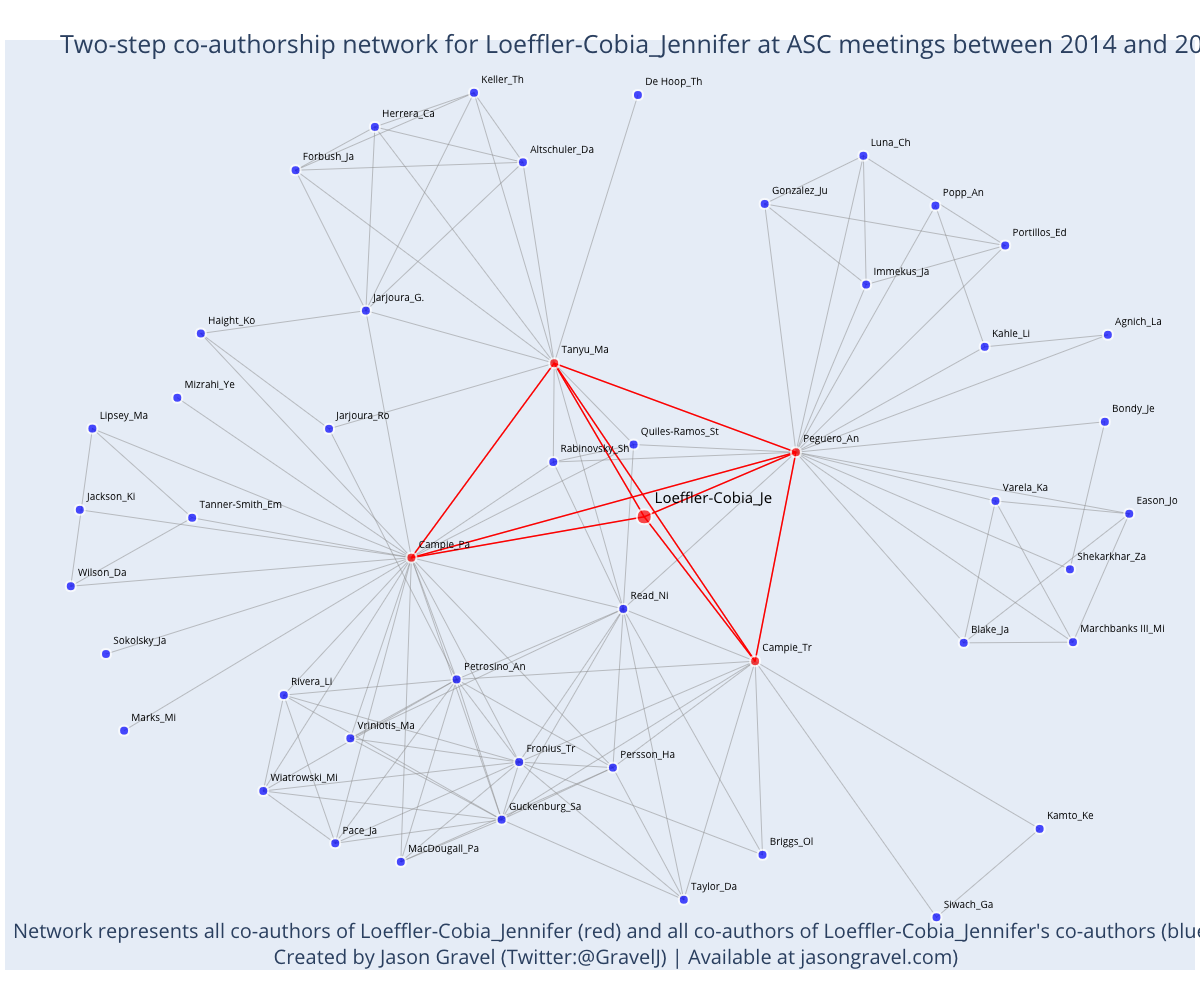 Two-step co-authorship network for Loeffler-Cobia_Jennifer at ASC meetings between 2014 and 20
Keller_Th
De Hoop_Th
Herrera_Ca
Luna_Ch
Altschuler_Da
Forbush_Ja
Gonzalez_Ju
Popp_An
Portillos_Ed
Immekus_Ja
Jarjoura_G.
Haight_Ko
Agnich_La
Kahle_Li
Tanyu_Ma
Mizrahi_Ye
Bondy_Je
Lipsey_Ma
Jarjoura_Ro
Quiles-Ramos_St
Peguero_An
Rabinovsky_Sh
Varela_Ka
Loeffler-Cobia_Je
Jackson_Ki
Eason_Jo
Tanner-Smith_Em
Campie_Pa
Shekarkhar_Za
Wilson_Da
Read_Ni
Blake_Ja
Marchbanks III_Mi
Sokolsky_Ja
Campie_Tr
Petrosino_An
Rivera_Li
Marks_Mi
Vriniotis_Ma
Fronius_Tr
Persson_Ha
Wiatrowski_Mi
Guckenburg_Sa
Kamto_Ke
Pace_Ja
Briggs_Ol
MacDougall_Pa
Taylor_Da
Siwach_Ga
Network represents all co-authors of Loeffler-Cobia_Jennifer (red) and all co-authors of Loeffler-Cobia_Jennifer's co-authors (blue
Created by Jason Gravel (Twitter:@GravelJ) | Available at jasongravel.com)